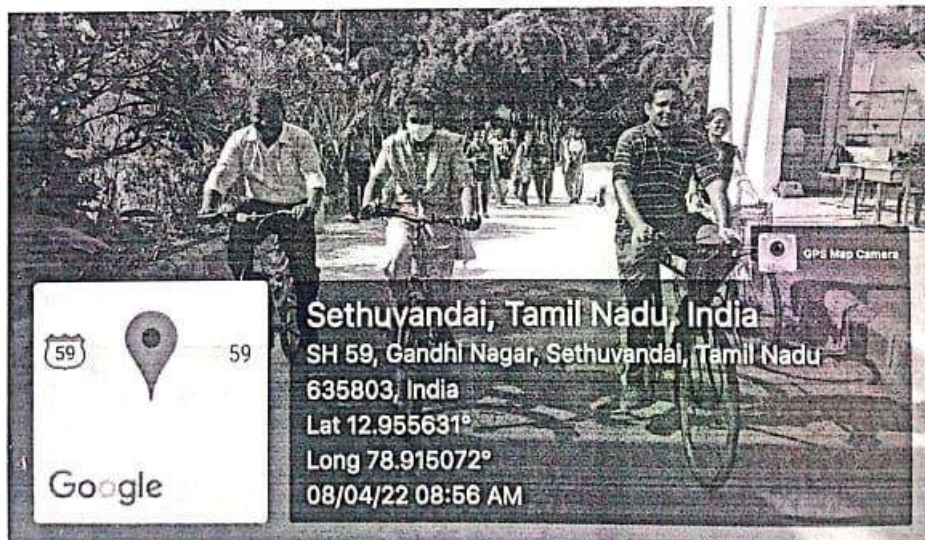 GPS Map Camera
59
59
Google
Sethuvandai, Tamil Nadu, India
SH 59, Gandhi Nagar, Sethuvandai, Tamil Nadu
635803, India
Lat 12.955631°
Long 78.915072°
08/04/22 08:56 AM